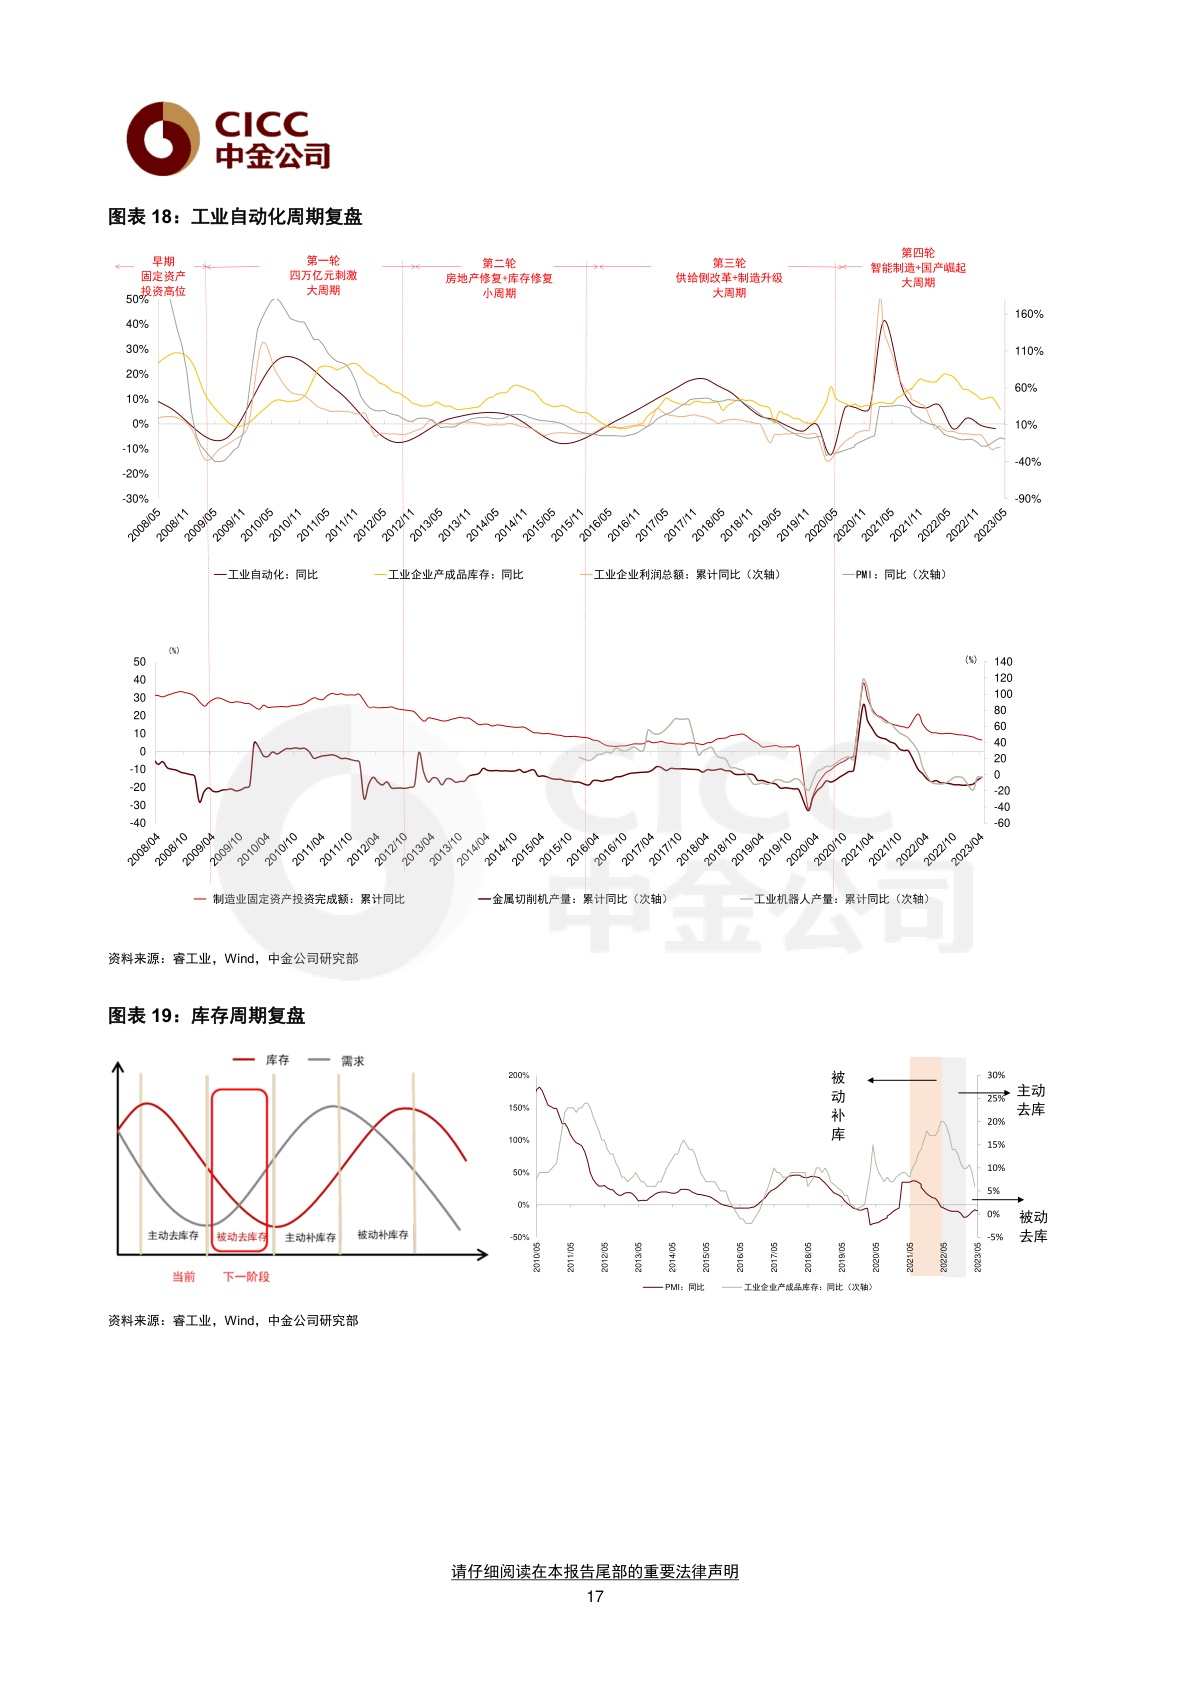 CICC
中金公司
图表 18：工业自动化周期复盘
早期
固定资产
投资高位
第一轮
四万亿元刺激
大周期
第二轮
房地产修复+库存修复
小周期
第三轮
供给侧改革+制造升级
大周期
第四轮
智能制造+国产崛起
大周期
50%
40%
30%
20%
10%
0%
-10%
-20%
-30%
160%
110%
60%
10%
-40%
-90%
2008/05
2008/11
2009/05
2009/11
2010/05
2010/11
2011/05
2011/11
2012/05
2012/11
2013/05
2013/11
2014/05
2014/11
2015/05
2015/11
2016/05
2016/11
2017/05
2017/11
2018/05
2018/11
2019/05
2019/11
2020/05
2020/11
2021/05
2021/11
2022/05
2022/11
2023/05
工业自动化：同比
工业企业产成品库存：同比
工业企业利润总额：累计同比（次轴）
PMI：同比（次轴）
(%)
50
40
30
20
10
0
-10
-20
-30
-40
(%)
140
120
100
80
60
40
20
0
-20
-40
-60
2008/04
2008/10
2009/04
2009/10
2010/04
2010/10
2011/04
2011/10
2012/04
2012/10
2013/04
2013/10
2014/04
2014/10
2015/04
2015/10
2016/04
2016/10
2017/04
2017/10
2018/04
2018/10
2019/04
2019/10
2020/04
2020/10
2021/04
2021/10
2022/04
2022/10
2023/04
制造业固定资产投资完成额：累计同比
金属切削机产量：累计同比（次轴）
工业机器人产量：累计同比（次轴）
CICC
中金公司
资料来源：睿工业，Wind，中金公司研究部
图表 19：库存周期复盘
库存
需求
主动去库存
被动去库存
主动补库存
被动补库存
当前
下一阶段
200%
150%
100%
50%
0%
-50%
30%
25%
20%
15%
10%
5%
0%
-5%
被动补库
主动
去库
被动
去库
2010/05
2011/05
2012/05
2013/05
2014/05
2015/05
2016/05
2017/05
2018/05
2019/05
2020/05
2021/05
2022/05
2023/05
PMI：同比
工业企业产成品库存：同比（次轴）
资料来源：睿工业，Wind，中金公司研究部
请仔细阅读在本报告尾部的重要法律声明
17